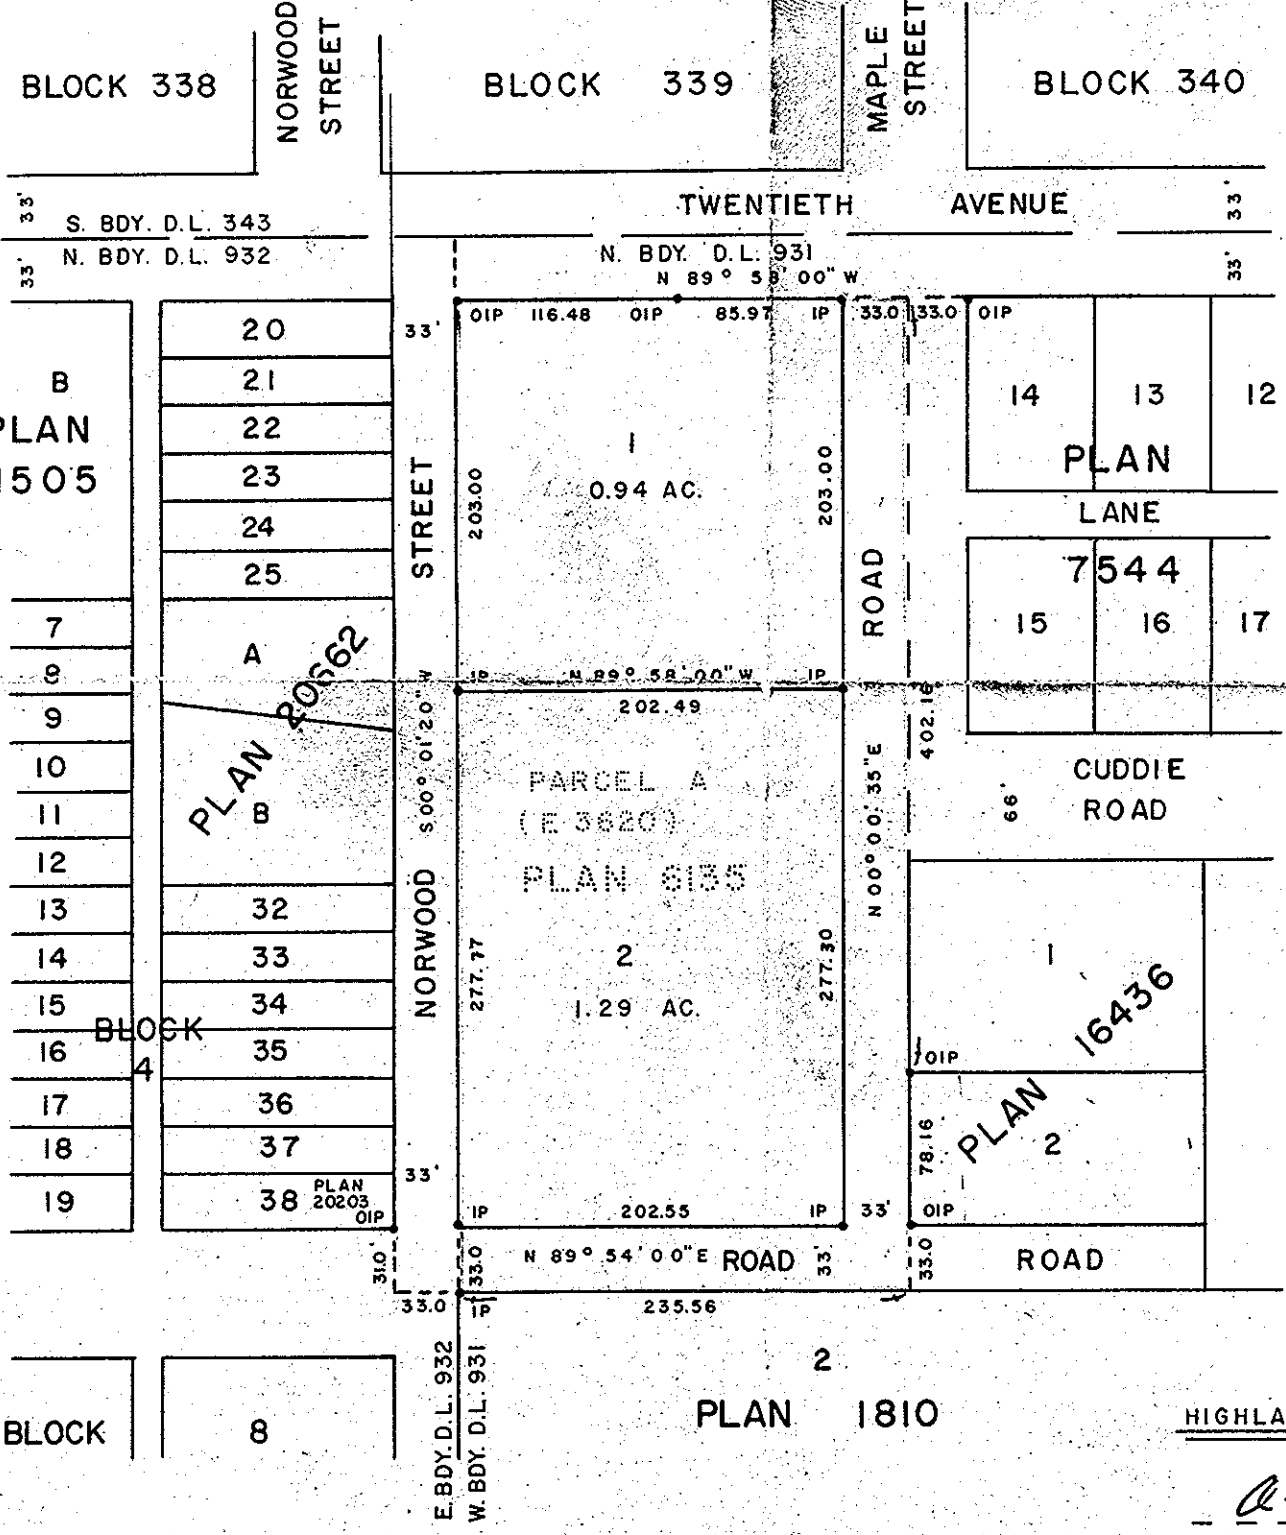 NORWOOD
STREET
MAPLE
STREET
BLOCK 338
BLOCK 339
BLOCK 340
33'
33'
TWENTIETH AVENUE
S. BDY. D.L. 343
N. BDY. D.L. 932
33'
33'
N. BDY. D.L. 931
N 89° 58' 00" W
OIP 116.48 OIP 85.97 IP 33.0 33.0 OIP
33'
20
21
22
23
24
25
B
PLAN
1505
1
0.94 AC.
203.00
203.00
STREET
ROAD
14
13
12
PLAN
LANE
7544
15
16
17
7
8
9
10
11
12
13
14
15
16
17
18
19
A
PLAN 20662
B
32
33
34
35
36
37
38
PLAN
20203
OIP
BLOCK
4
IP N 89° 58' 00" W IP
202.49
S 00° 01' 20" W
402.16
N 00° 00' 35" E
CUDDIE
ROAD
66'
PARCEL A
(E 3620)
PLAN 6135
2
1.29 AC.
277.77
277.30
NORWOOD
1
PLAN 16436
OIP
2
78.16
33'
IP 202.55 IP 33' OIP
31.0'
33.0
N 89° 54' 00" E ROAD
33'
33.0
ROAD
33.0 IP
235.56
E. BDY. D.L. 932
W. BDY. D.L. 931
2
PLAN 1810
BLOCK 8
HIGHLA